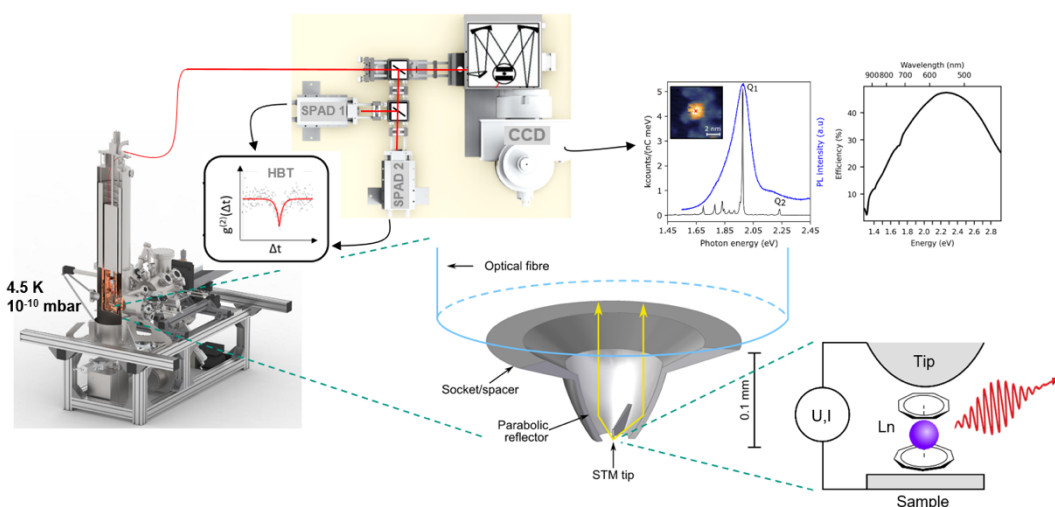 SPAD 1
SPAD 2
CCD
HBT
g⁽²⁾(Δt)
Δt
4.5 K
10⁻¹⁰ mbar
kcounts/(nC meV)
5
4
3
2
1
0
1.45
1.65
1.85
2.05
2.25
2.45
Photon energy (eV)
PL intensity (a.u)
Q₁
Q₂
2 nm
Wavelength (nm)
900 800 700 600 500
Efficiency (%)
40
30
20
10
1.4 1.6 1.8 2.0 2.2 2.4 2.6 2.8
Energy (eV)
Optical fibre
Socket/spacer
Parabolic
reflector
STM tip
0.1 mm
Tip
U,I
Ln
Sample